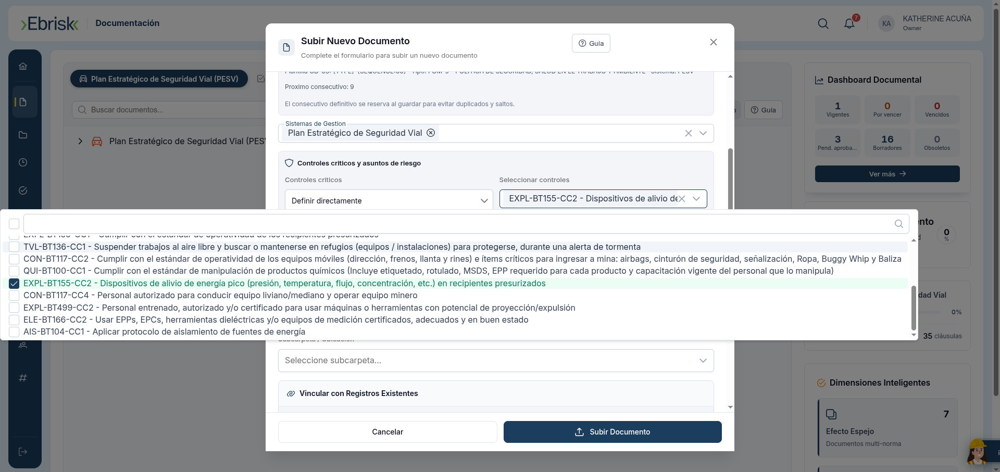 Ebrisk
Documentación
7
KA
KATHERINE ACUÑA
Owner
Subir Nuevo Documento
Complete el formulario para subir un nuevo documento
Guía
Plan Estratégico de Seguridad Vial (PESV)
Buscar documentos...
Guía
Plan Estratégico de Seguridad Vial (PESV
Proximo consecutivo: 9
El consecutivo definitivo se reserva al guardar para evitar duplicados y saltos.
Sistemas de Gestion
Plan Estratégico de Seguridad Vial
Controles criticos y asuntos de riesgo
Controles criticos
Seleccionar controles
Definir directamente
EXPL-BT155-CC2 - Dispositivos de alivio de
TVL-BT136-CC1 - Suspender trabajos al aire libre y buscar o mantenerse en refugios (equipos / instalaciones) para protegerse, durante una alerta de tormenta
CON-BT117-CC2 - Cumplir con el estándar de operatividad de los equipos móviles (dirección, frenos, llanta y rines) e ítems críticos para ingresar a mina: airbags, cinturón de seguridad, señalización, Ropa, Buggy Whip y Baliza
QUI-BT100-CC1 - Cumplir con el estándar de manipulación de productos químicos (Incluye etiquetado, rotulado, MSDS, EPP requerido para cada producto y capacitación vigente del personal que lo manipula)
EXPL-BT155-CC2 - Dispositivos de alivio de energía pico (presión, temperatura, flujo, concentración, etc.) en recipientes presurizados
CON-BT117-CC4 - Personal autorizado para conducir equipo liviano/mediano y operar equipo minero
EXPL-BT499-CC2 - Personal entrenado, autorizado y/o certificado para usar máquinas o herramientas con potencial de proyección/expulsión
ELE-BT166-CC2 - Usar EPPs, EPCs, herramientas dieléctricas y/o equipos de medición certificados, adecuados y en buen estado
AIS-BT104-CC1 - Aplicar protocolo de aislamiento de fuentes de energía
Seleccione subcarpeta...
Vincular con Registros Existentes
Cancelar
Subir Documento
Dashboard Documental
1
Vigentes
0
Por vencer
0
Vencidos
3
Pend. aproba...
16
Borradores
0
Obsoletos
Ver más
nto
0
%
d
dad Vial
0%
35 cláusulas
Dimensiones Inteligentes
7
Efecto Espejo
Documentos multi-norma